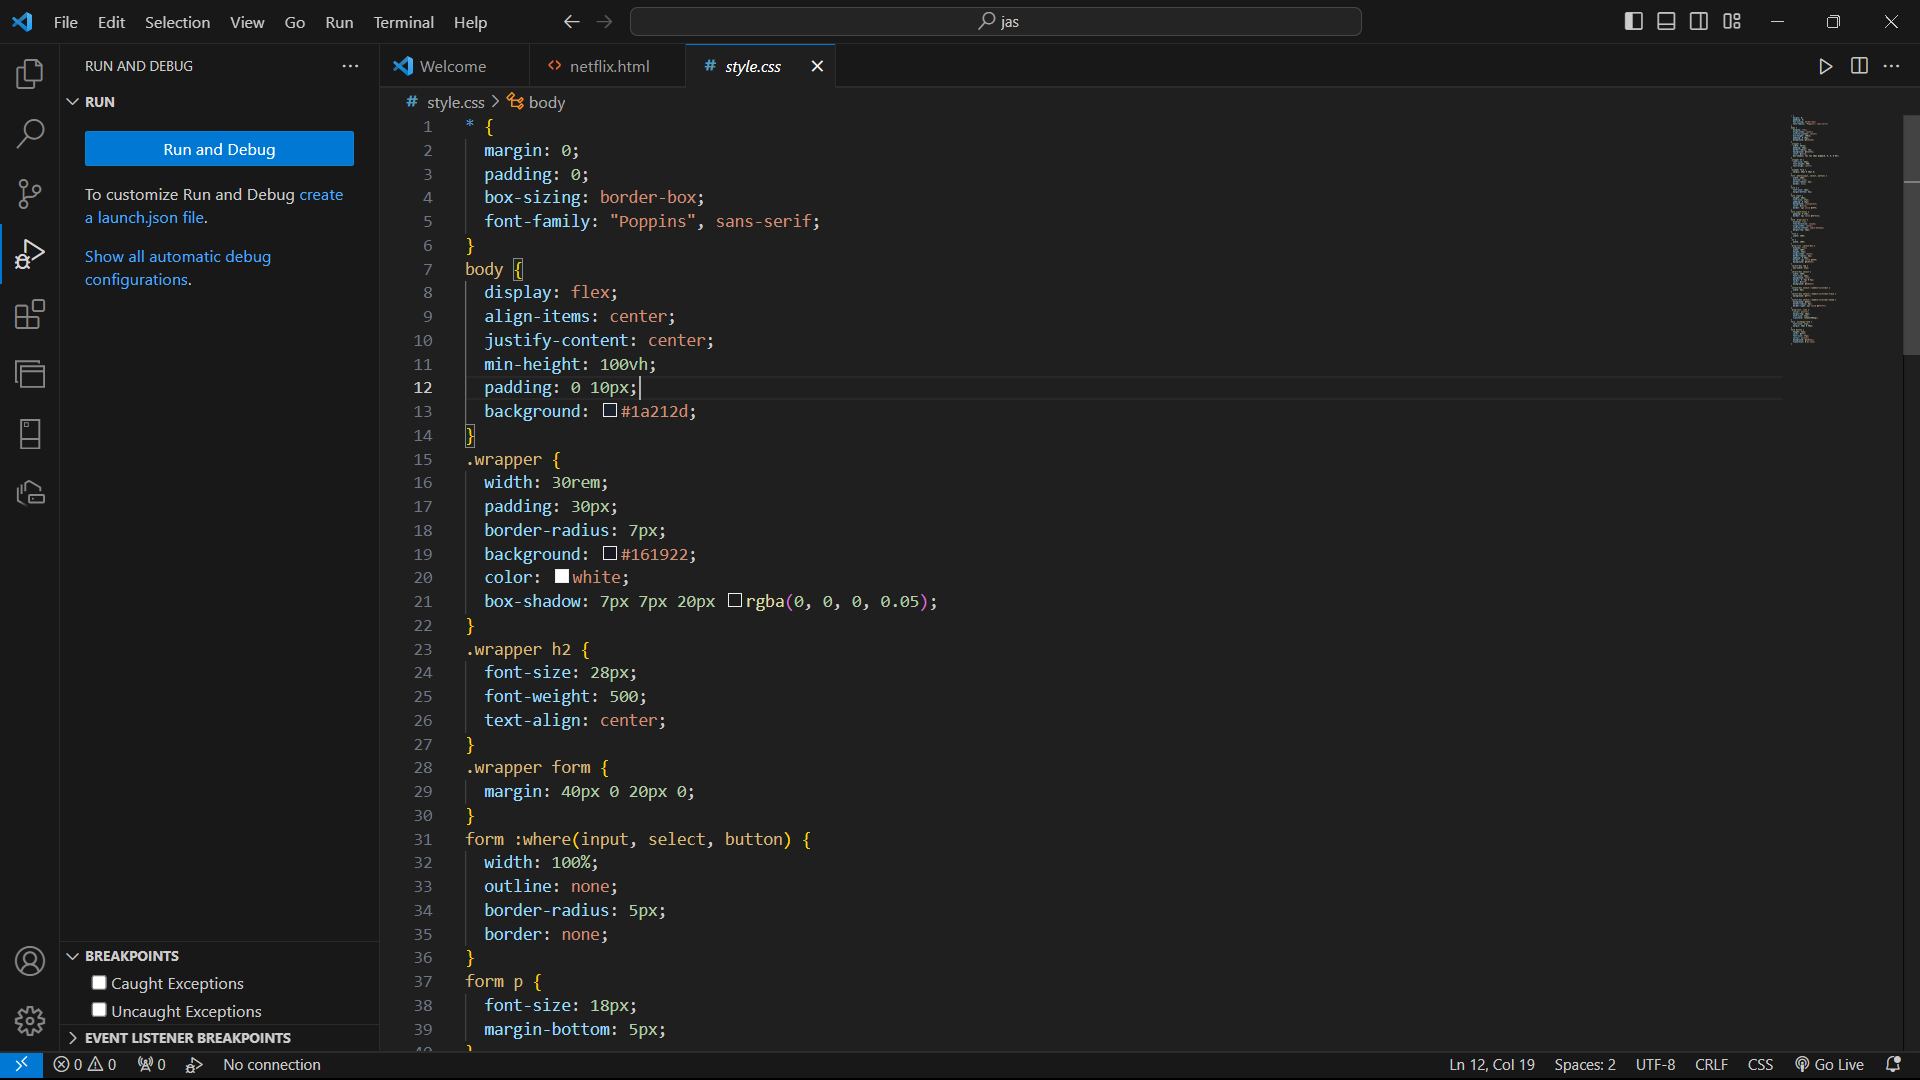 File Edit Selection View Go Run Terminal Help
jas
RUN AND DEBUG
RUN
Run and Debug
To customize Run and Debug create
a launch.json file.
Show all automatic debug
configurations.
BREAKPOINTS
Caught Exceptions
Uncaught Exceptions
EVENT LISTENER BREAKPOINTS
Welcome
<> netflix.html
# style.css
# style.css > body
1 * {
2 margin: 0;
3 padding: 0;
4 box-sizing: border-box;
5 font-family: "Poppins", sans-serif;
6 }
7 body {
8 display: flex;
9 align-items: center;
10 justify-content: center;
11 min-height: 100vh;
12 padding: 0 10px;
13 background: #1a212d;
14 }
15 .wrapper {
16 width: 30rem;
17 padding: 30px;
18 border-radius: 7px;
19 background: #161922;
20 color: white;
21 box-shadow: 7px 7px 20px rgba(0, 0, 0, 0.05);
22 }
23 .wrapper h2 {
24 font-size: 28px;
25 font-weight: 500;
26 text-align: center;
27 }
28 .wrapper form {
29 margin: 40px 0 20px 0;
30 }
31 form :where(input, select, button) {
32 width: 100%;
33 outline: none;
34 border-radius: 5px;
35 border: none;
36 }
37 form p {
38 font-size: 18px;
39 margin-bottom: 5px;
0 0 0 No connection
Ln 12, Col 19 Spaces: 2 UTF-8 CRLF CSS Go Live